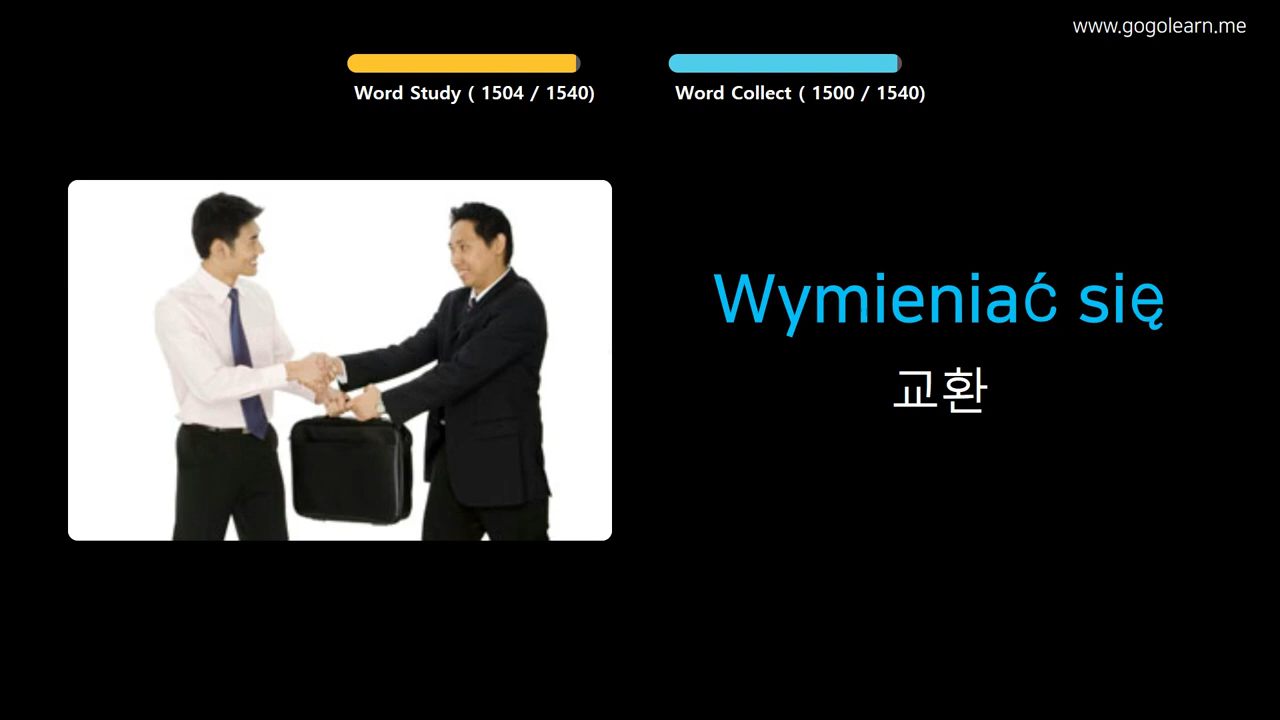 www.gogolearn.me
Word Study ( 1504 / 1540)
Word Collect ( 1500 / 1540)
Wymieniać się
교환